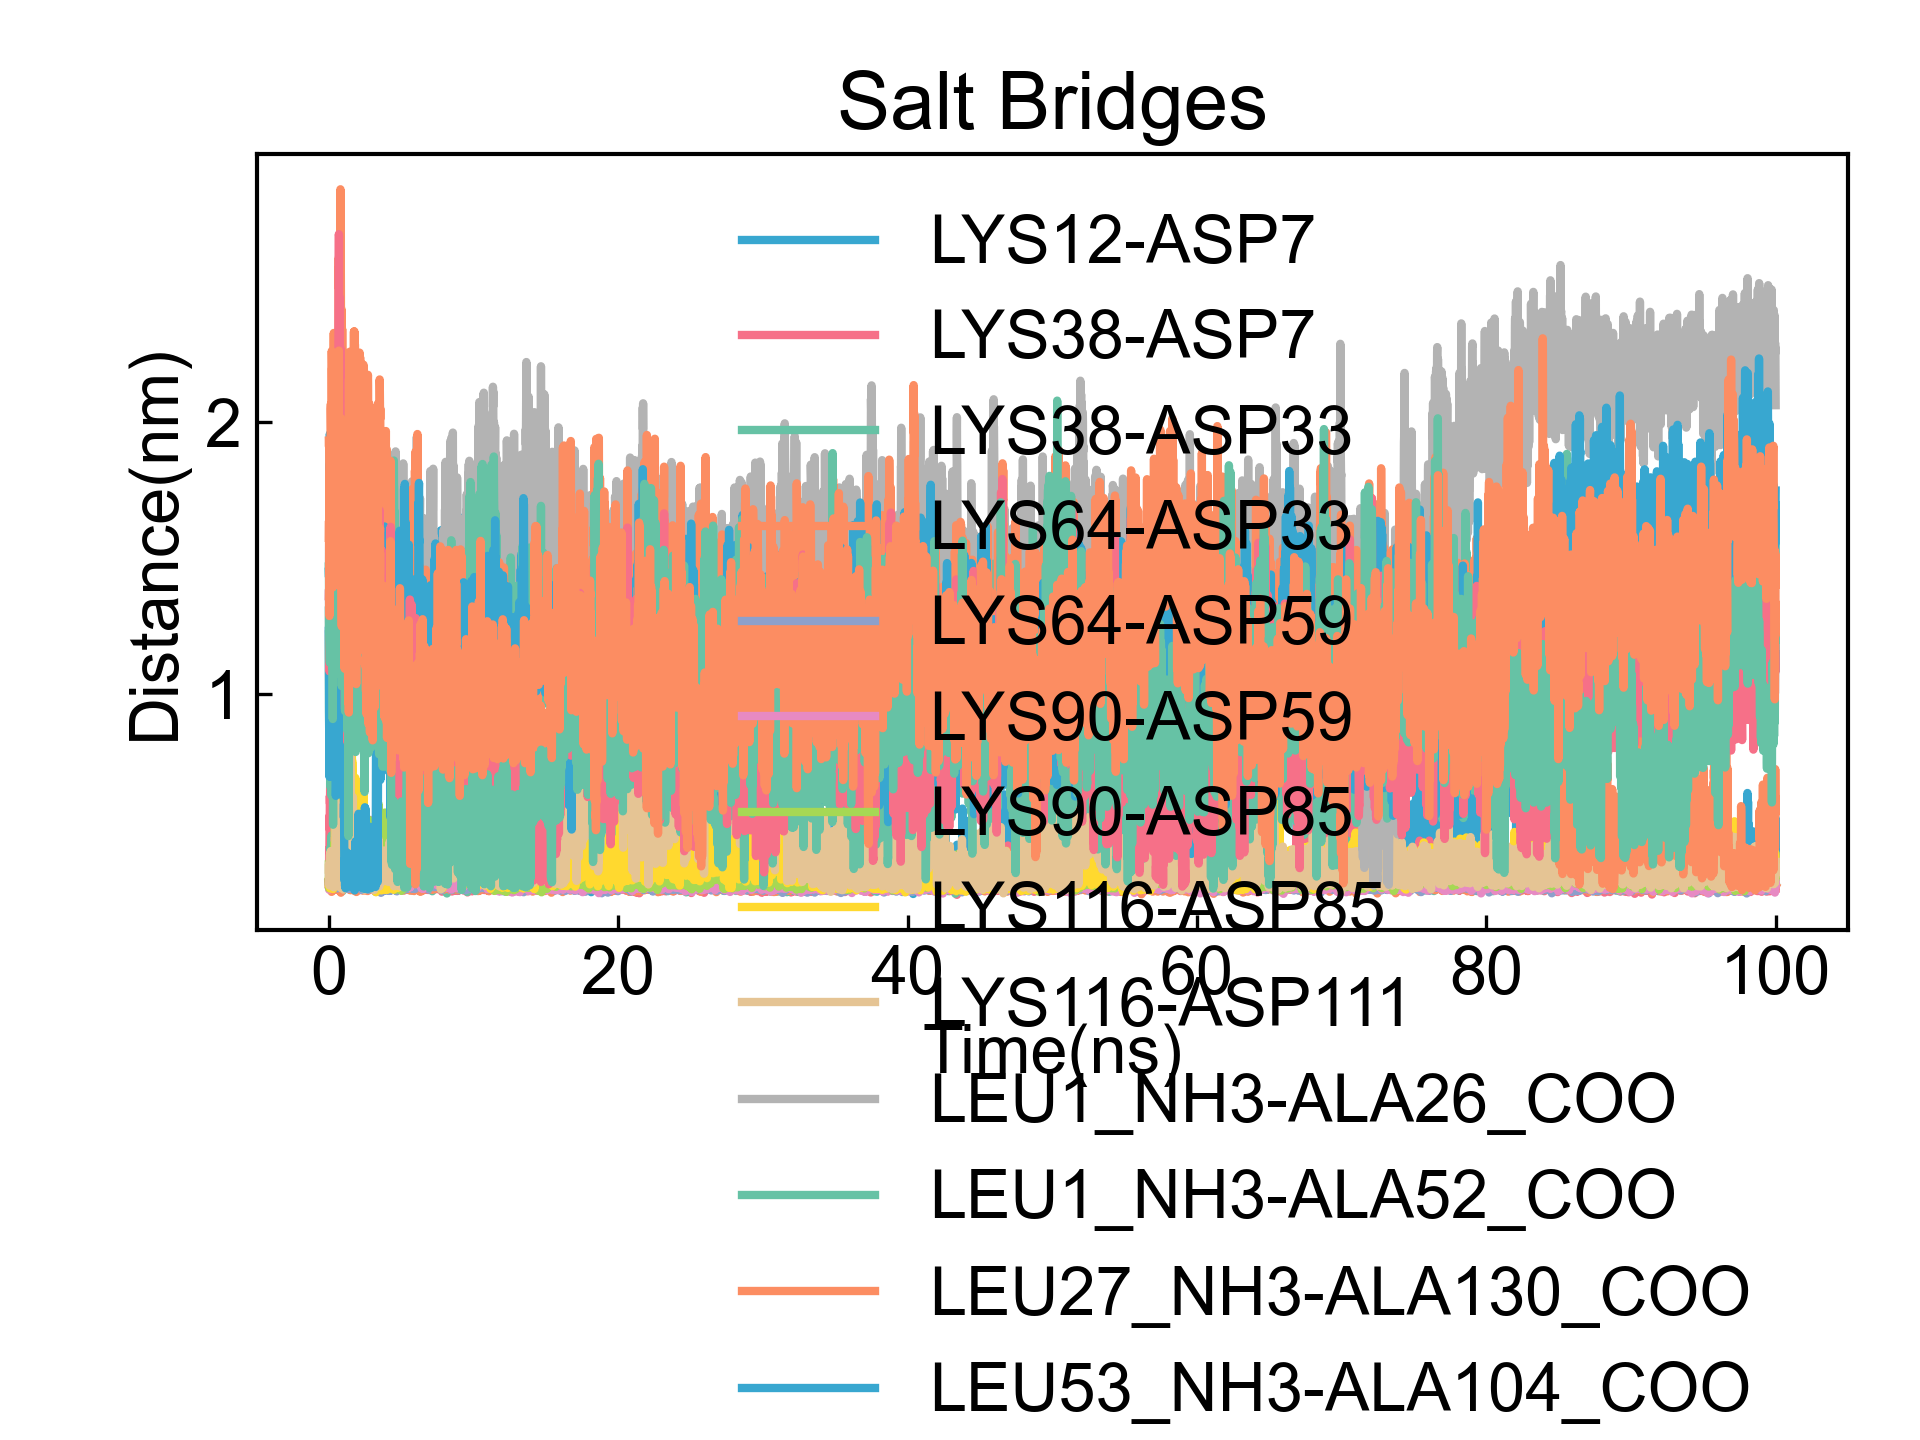 Salt Bridges
Distance(nm)
2
1
LYS12-ASP7
LYS38-ASP7
LYS38-ASP33
LYS64-ASP33
LYS64-ASP59
LYS90-ASP59
LYS90-ASP85
LYS116-ASP85
0 20 40 60 80 100
LYS116-ASP111
Time(ns)
LEU1_NH3-ALA26_COO
LEU1_NH3-ALA52_COO
LEU27_NH3-ALA130_COO
LEU53_NH3-ALA104_COO